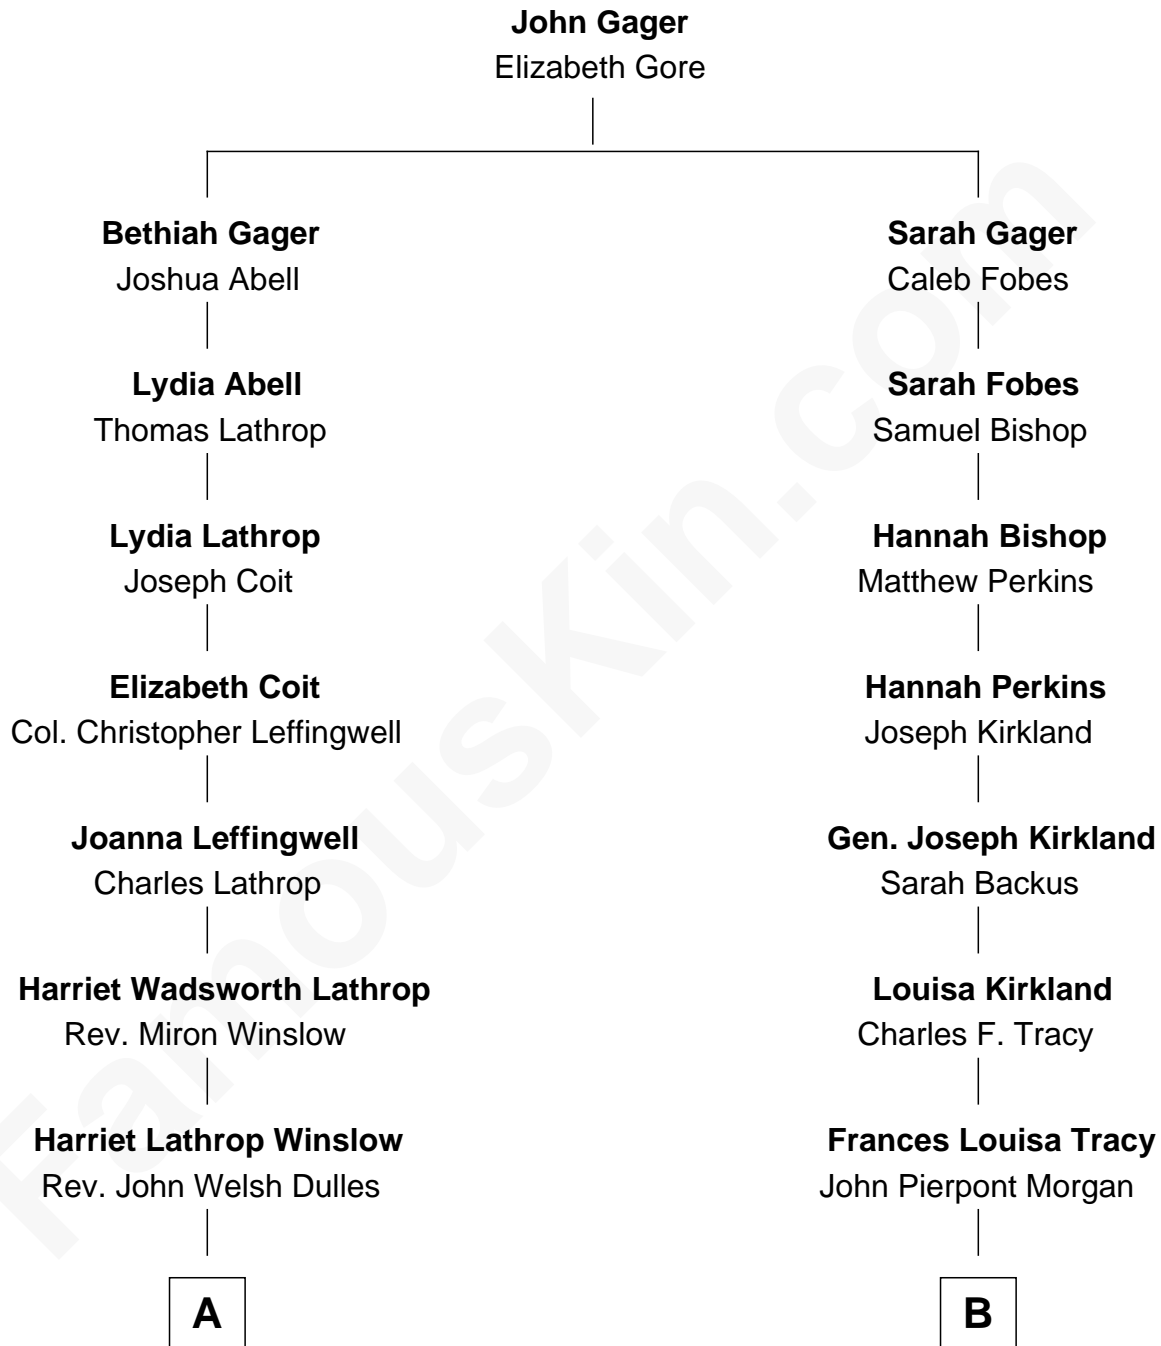 John Gager
Elizabeth Gore
Bethiah Gager
Joshua Abell
Sarah Gager
Caleb Fobes
Lydia Abell
Thomas Lathrop
Sarah Fobes
Samuel Bishop
Lydia Lathrop
Joseph Coit
Hannah Bishop
Matthew Perkins
Elizabeth Coit
Col. Christopher Leffingwell
Hannah Perkins
Joseph Kirkland
Joanna Leffingwell
Charles Lathrop
Gen. Joseph Kirkland
Sarah Backus
Harriet Wadsworth Lathrop
Rev. Miron Winslow
Louisa Kirkland
Charles F. Tracy
Harriet Lathrop Winslow
Rev. John Welsh Dulles
Frances Louisa Tracy
John Pierpont Morgan
A
B
FamousKin.com